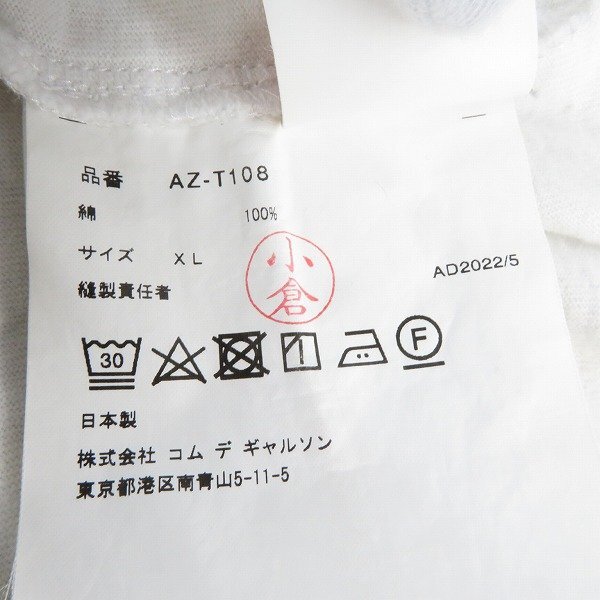 品番 AZ-T108
綿 100%
サイズ XL
小倉
AD2022/5
縫製責任者
30 F
日本製
株式会社 コム デ ギャルソン
東京都港区南青山5-11-5